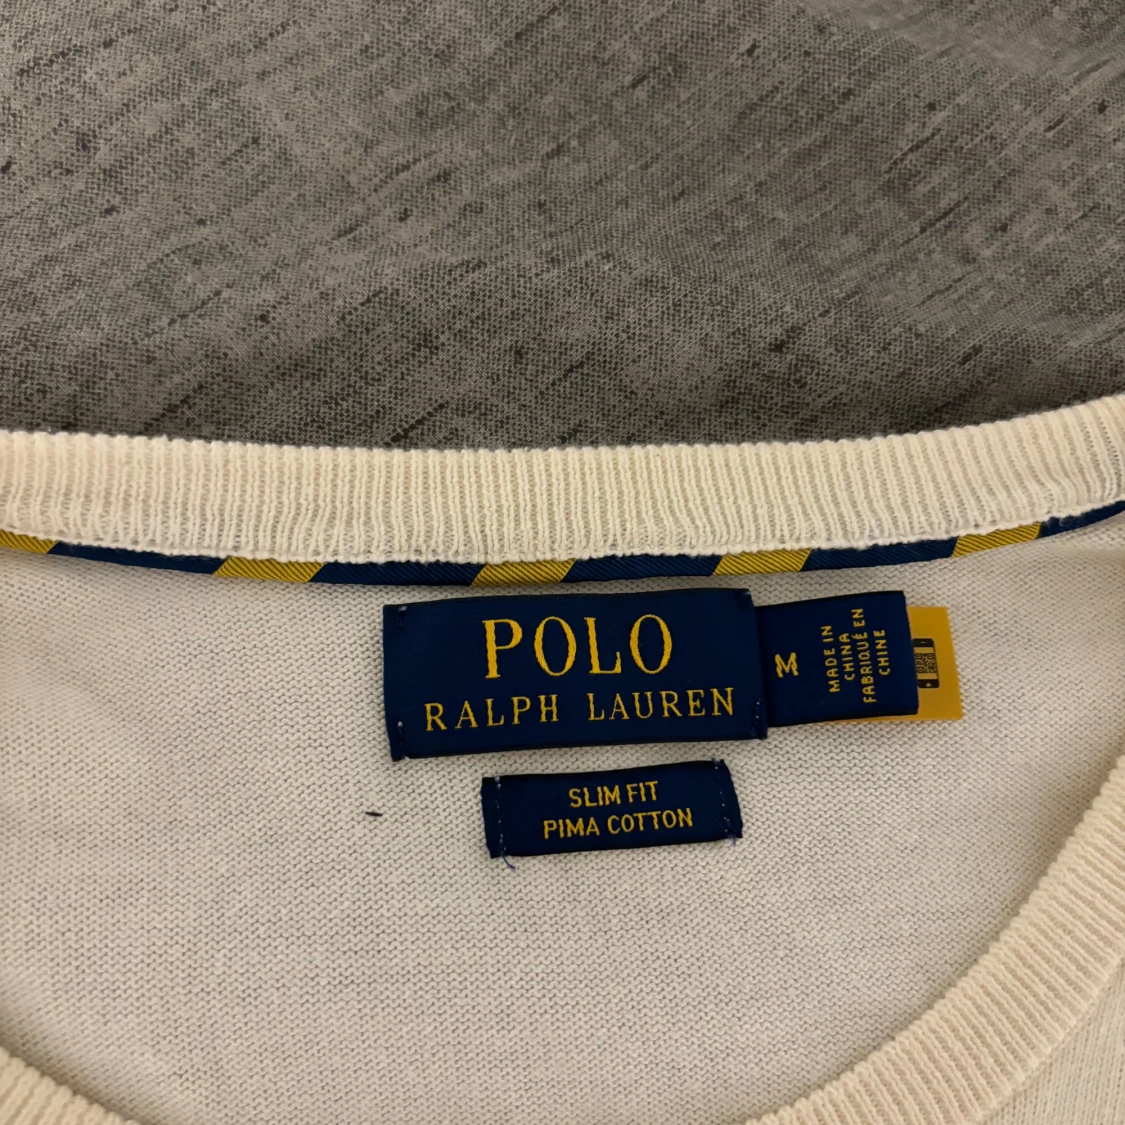 POLO
RALPH LAUREN
M
MADE IN
CHINA
FABRIQUÉ EN
CHINE
SLIM FIT
PIMA COTTON